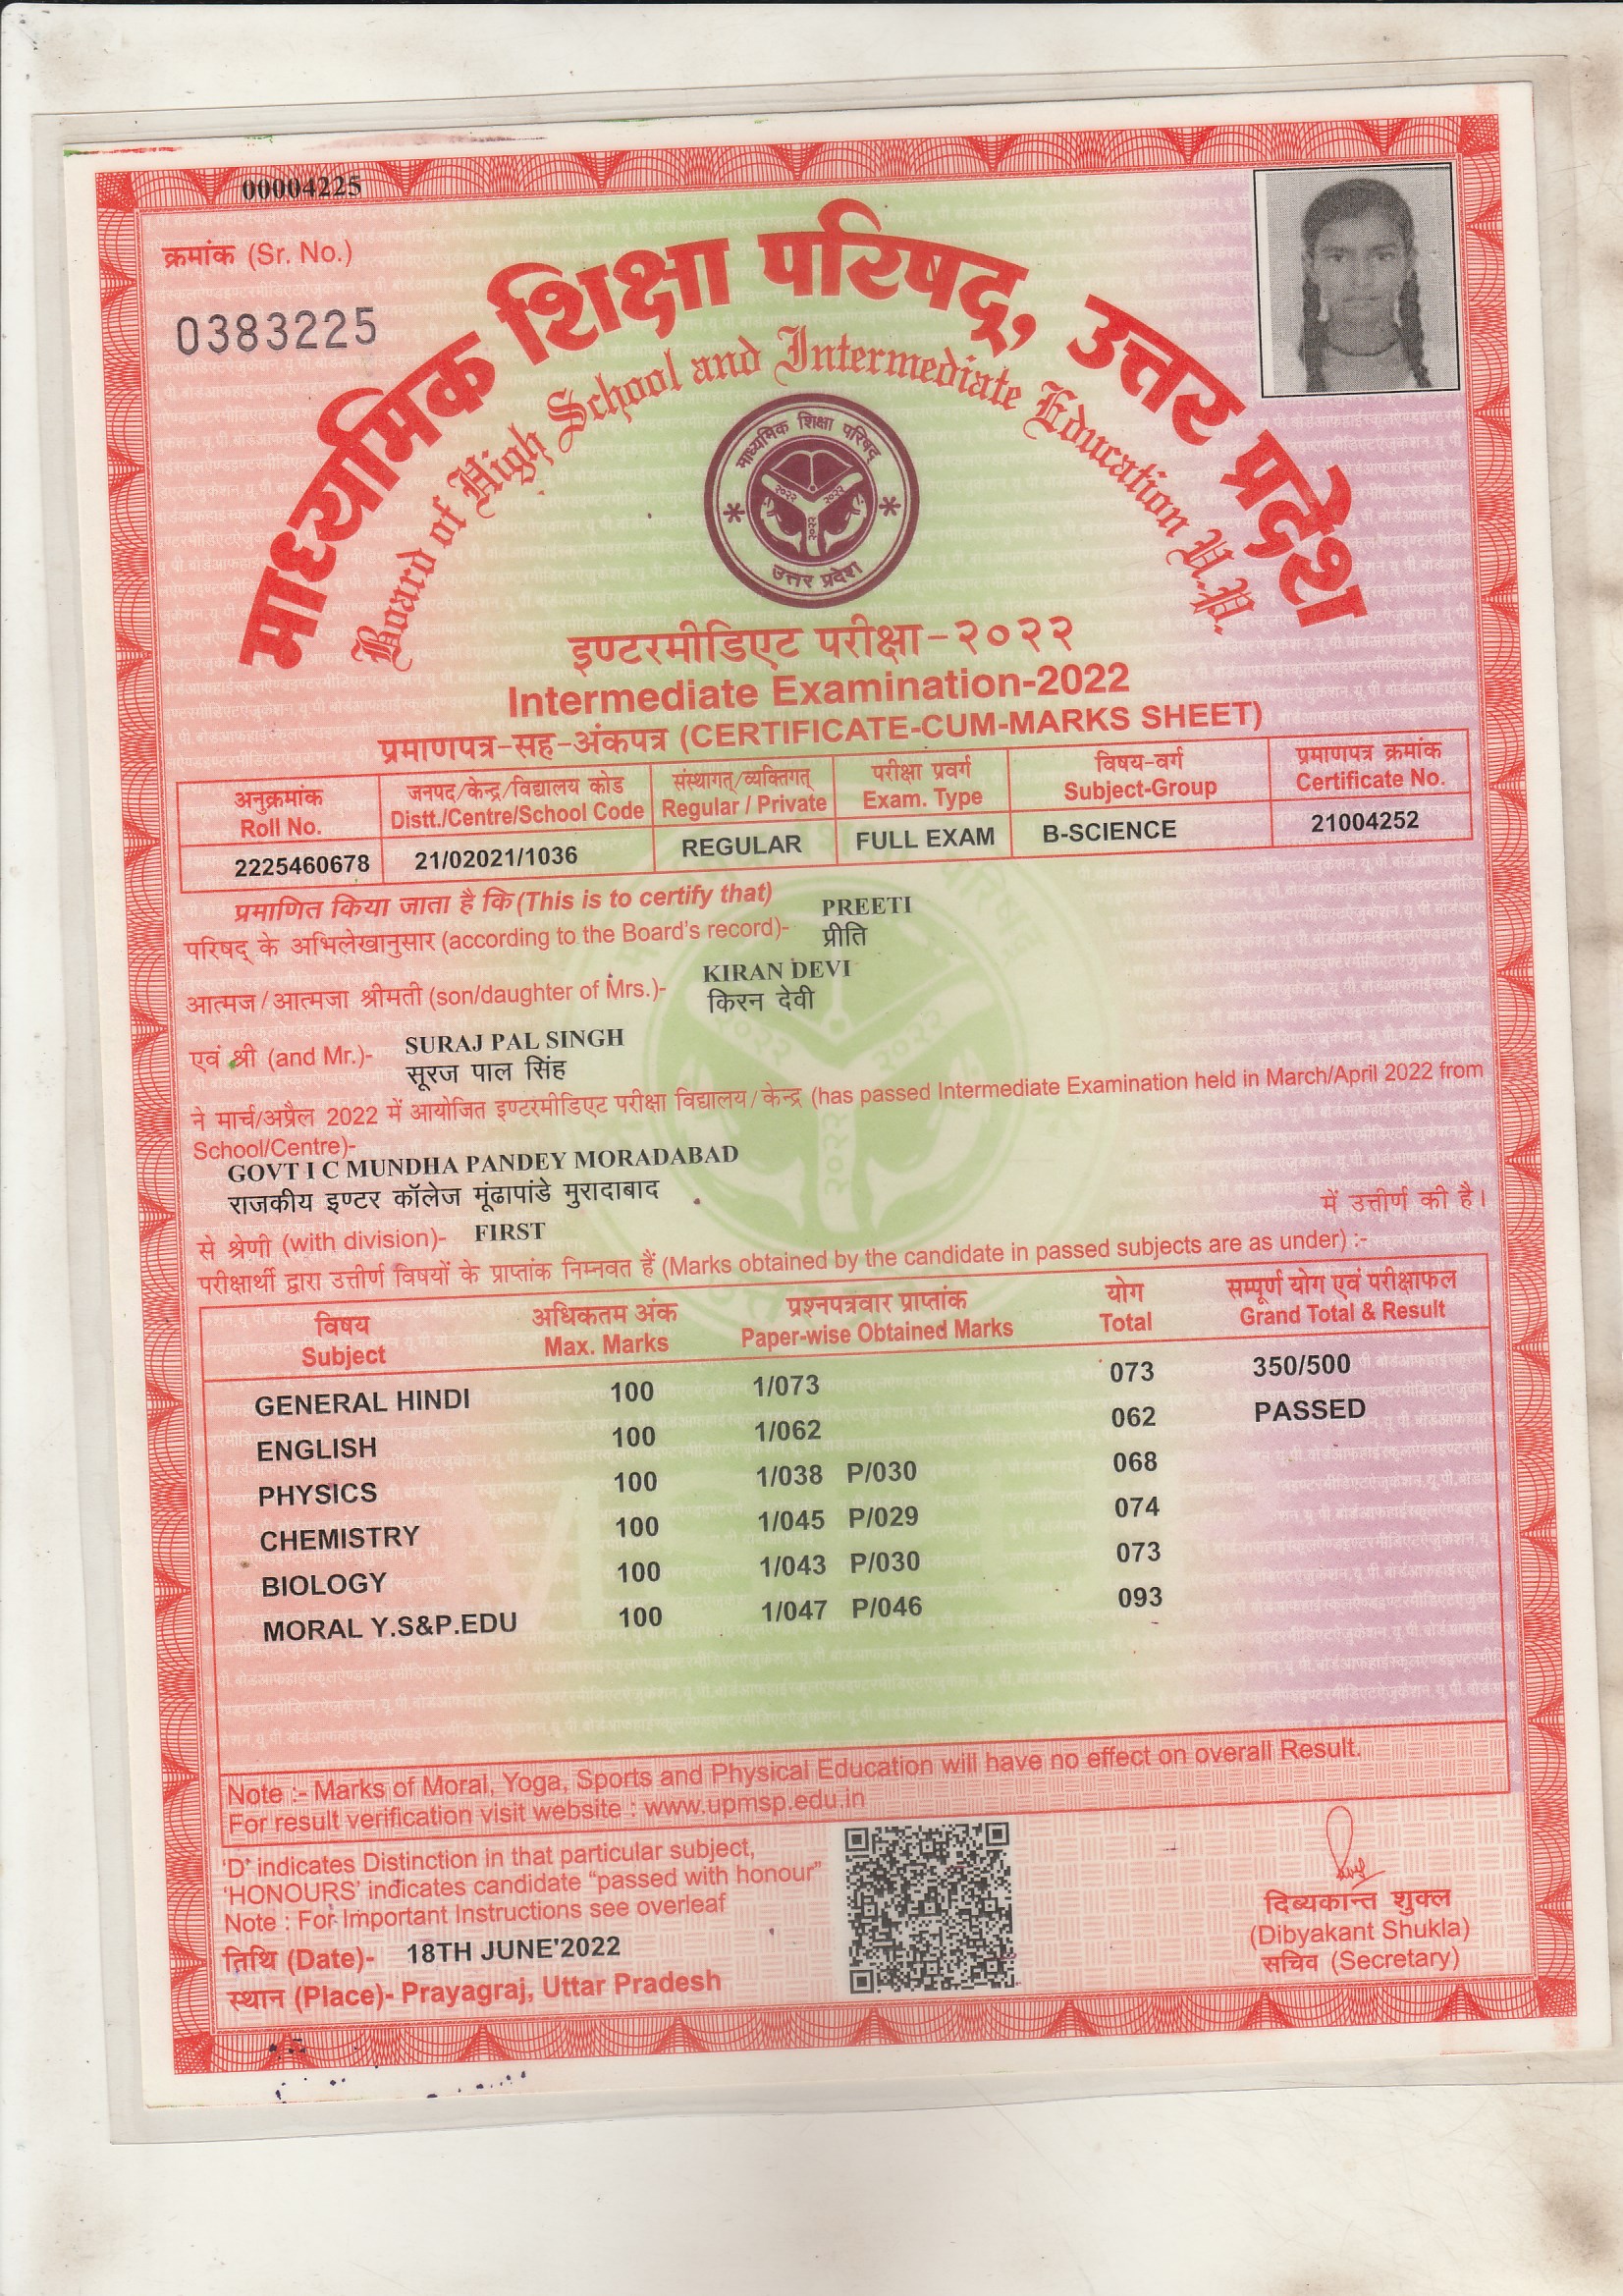 00004225
क्रमांक (Sr. No.)
0383225
माध्यमिक शिक्षा परिषद्, उत्तर प्रदेश
Board of High School and Intermediate Education U.P.
माध्यमिक शिक्षा परिषद्
२०२२ २०२२
२०२२
उत्तर प्रदेश
इण्टरमीडिएट परीक्षा-२०२२
Intermediate Examination-2022
प्रमाणपत्र-सह-अंकपत्र (CERTIFICATE-CUM-MARKS SHEET)
अनुक्रमांक जनपद/केन्द्र/विद्यालय कोड संस्थागत्/व्यक्तिगत् परीक्षा प्रवर्ग विषय-वर्ग प्रमाणपत्र क्रमांक
Roll No. Distt./Centre/School Code Regular / Private Exam. Type Subject-Group Certificate No.
2225460678 21/02021/1036 REGULAR FULL EXAM B-SCIENCE 21004252
प्रमाणित किया जाता है कि (This is to certify that) PREETI
परिषद् के अभिलेखानुसार (according to the Board's record)- प्रीति
KIRAN DEVI
आत्मज/आत्मजा श्रीमती (son/daughter of Mrs.)- किरन देवी
SURAJ PAL SINGH
एवं श्री (and Mr.)- सूरज पाल सिंह
ने मार्च/अप्रैल 2022 में आयोजित इण्टरमीडिएट परीक्षा विद्यालय/केन्द्र (has passed Intermediate Examination held in March/April 2022 from
School/Centre)-
GOVT I C MUNDHA PANDEY MORADABAD
राजकीय इण्टर कॉलेज मूंढापांडे मुरादाबाद
में उत्तीर्ण की है।
से श्रेणी (with division)- FIRST
परीक्षार्थी द्वारा उत्तीर्ण विषयों के प्राप्तांक निम्नवत हैं (Marks obtained by the candidate in passed subjects are as under) :-
विषय अधिकतम अंक प्रश्नपत्रवार प्राप्तांक योग सम्पूर्ण योग एवं परीक्षाफल
Subject Max. Marks Paper-wise Obtained Marks Total Grand Total & Result
GENERAL HINDI 100 1/073 073 350/500
ENGLISH 100 1/062 062 PASSED
PHYSICS 100 1/038 P/030 068
CHEMISTRY 100 1/045 P/029 074
BIOLOGY 100 1/043 P/030 073
MORAL Y.S&P.EDU 100 1/047 P/046 093
Note :- Marks of Moral, Yoga, Sports and Physical Education will have no effect on overall Result.
For result verification visit website : www.upmsp.edu.in
'D' indicates Distinction in that particular subject,
'HONOURS' indicates candidate "passed with honour"
Note : For Important Instructions see overleaf
तिथि (Date)- 18TH JUNE'2022
स्थान (Place)- Prayagraj, Uttar Pradesh
दिब्यकान्त शुक्ल
(Dibyakant Shukla)
सचिव (Secretary)